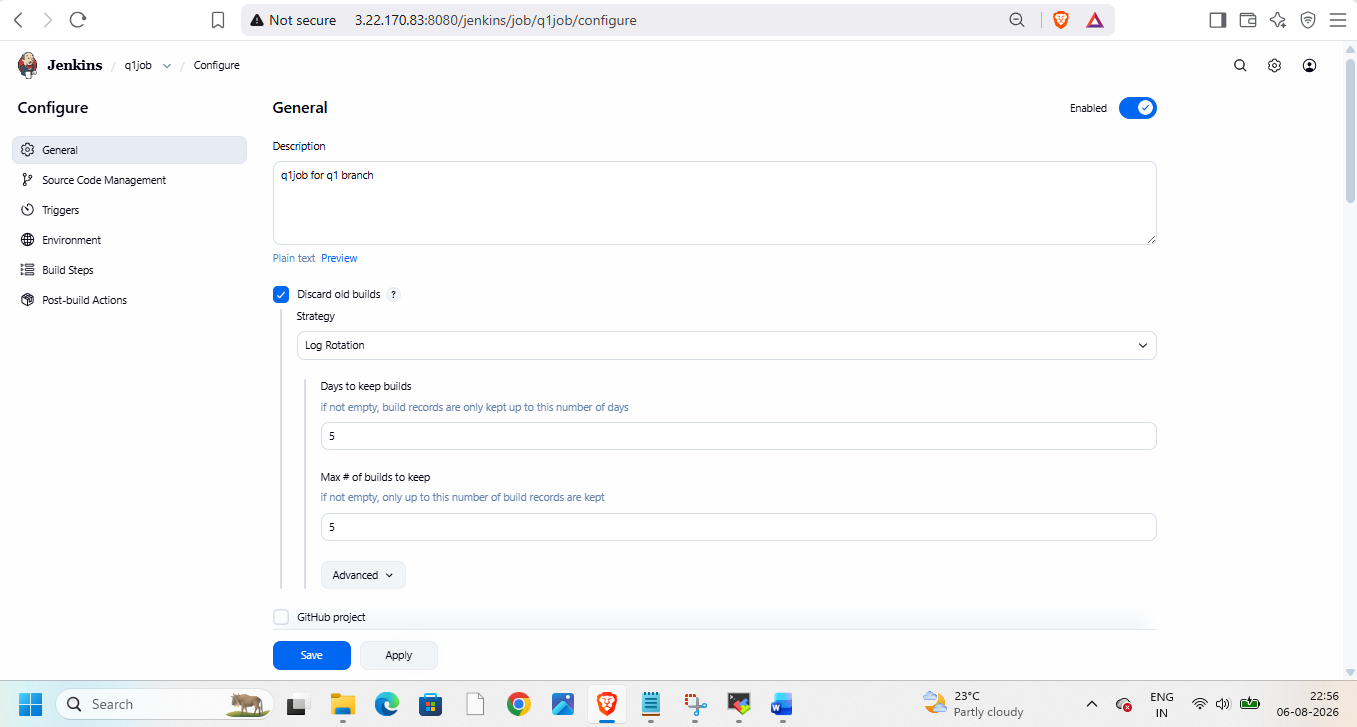 Not secure 3.22.170.83:8080/jenkins/job/q1job/configure
Jenkins / q1job / Configure
Configure
General
Source Code Management
Triggers
Environment
Build Steps
Post-build Actions
General
Enabled
Description
q1job for q1 branch
Plain text Preview
Discard old builds ?
Strategy
Log Rotation
Days to keep builds
if not empty, build records are only kept up to this number of days
5
Max # of builds to keep
if not empty, only up to this number of build records are kept
5
Advanced
GitHub project
Save Apply
Search
23°C
Partly cloudy
ENG
IN
22:56
06-08-2026